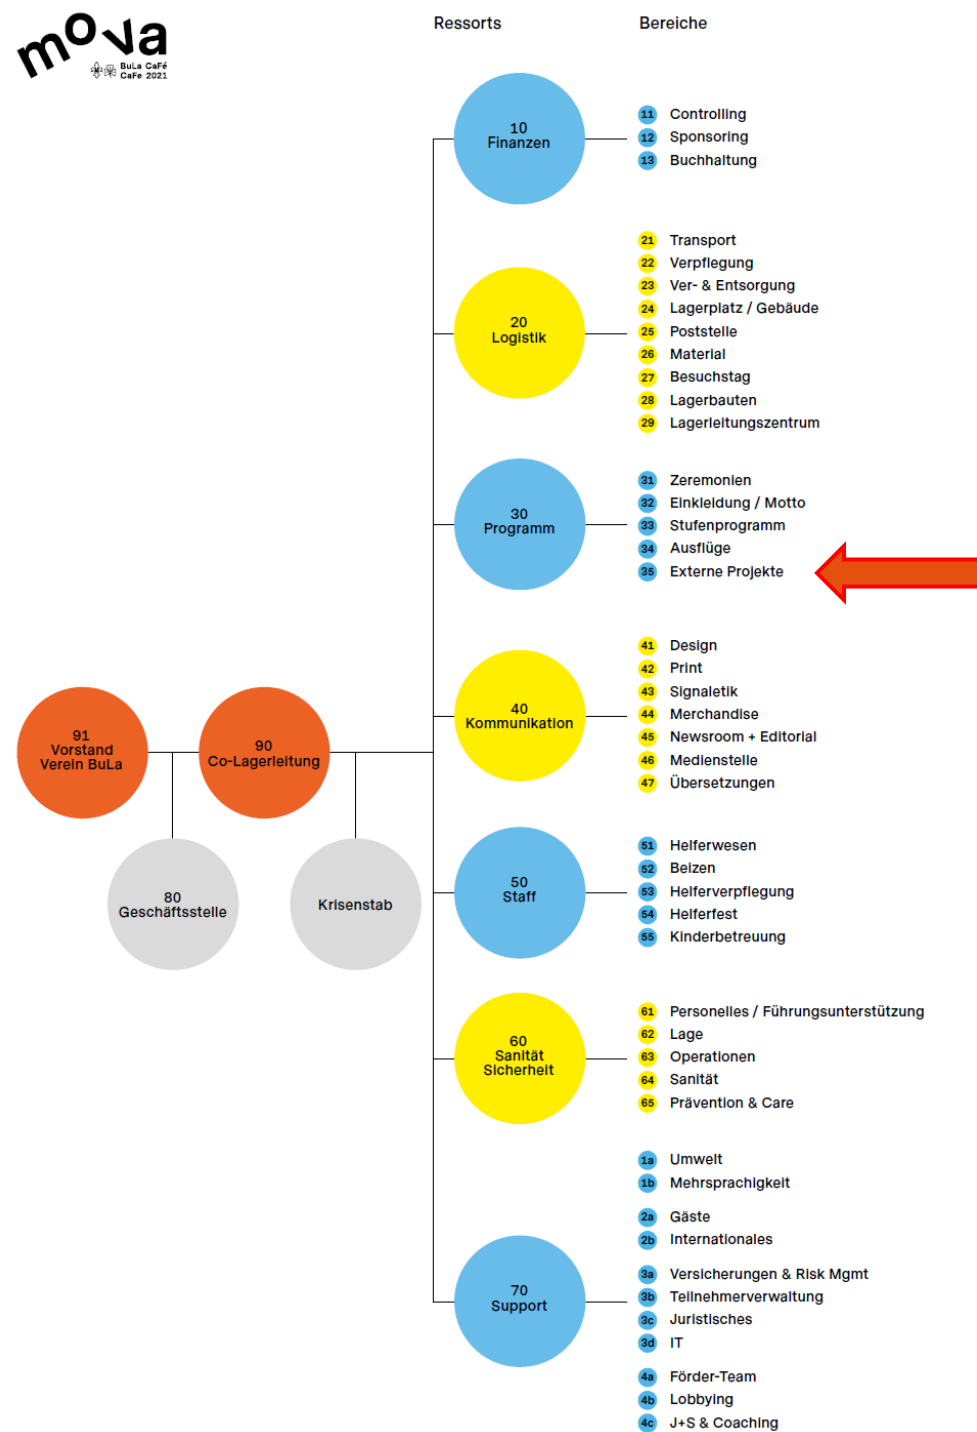 mova
BuLa CaFé
CaFe 2021
Ressorts
Bereiche
10
Finanzen
11 Controlling
12 Sponsoring
13 Buchhaltung
20
Logistik
21 Transport
22 Verpflegung
23 Ver- & Entsorgung
24 Lagerplatz / Gebäude
25 Poststelle
26 Material
27 Besuchstag
28 Lagerbauten
29 Lagerleitungszentrum
30
Programm
31 Zeremonien
32 Einkleidung / Motto
33 Stufenprogramm
34 Ausflüge
35 Externe Projekte
91
Vorstand
Verein BuLa
90
Co-Lagerleitung
80
Geschäftsstelle
Krisenstab
40
Kommunikation
41 Design
42 Print
43 Signaletik
44 Merchandise
45 Newsroom + Editorial
46 Medienstelle
47 Übersetzungen
50
Staff
51 Helferwesen
52 Beizen
53 Helferverpflegung
54 Helferfest
55 Kinderbetreuung
60
Sanität
Sicherheit
61 Personelles / Führungsunterstützung
62 Lage
63 Operationen
64 Sanität
65 Prävention & Care
70
Support
1a Umwelt
1b Mehrsprachigkeit
2a Gäste
2b Internationales
3a Versicherungen & Risk Mgmt
3b Teilnehmerverwaltung
3c Juristisches
3d IT
4a Förder-Team
4b Lobbying
4c J+S & Coaching